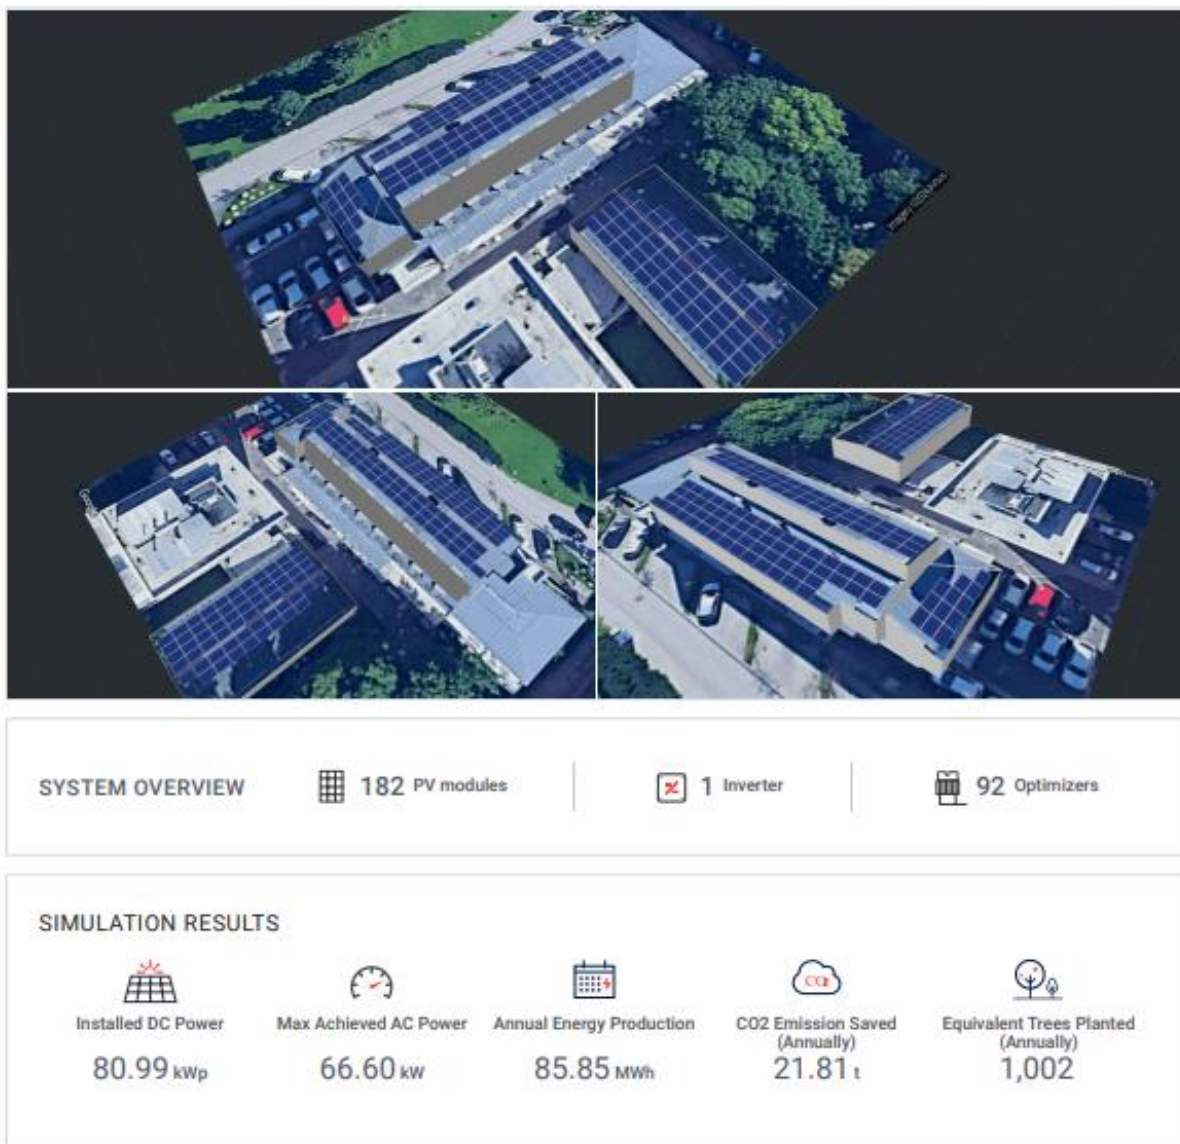 SYSTEM OVERVIEW
182 PV modules
1 Inverter
92 Optimizers
SIMULATION RESULTS
Installed DC Power
80.99 kWp
Max Achieved AC Power
66.60 kW
Annual Energy Production
85.85 MWh
CO2
CO2 Emission Saved
(Annually)
21.81 t
Equivalent Trees Planted
(Annually)
1,002